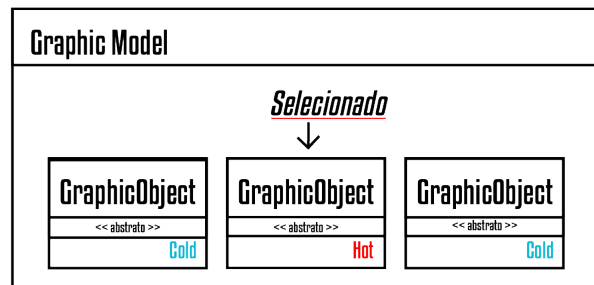 Graphic Model
Selecionado
GraphicObject GraphicObject GraphicObject
<< abstrato >> << abstrato >> << abstrato >>
Cold Hot Cold